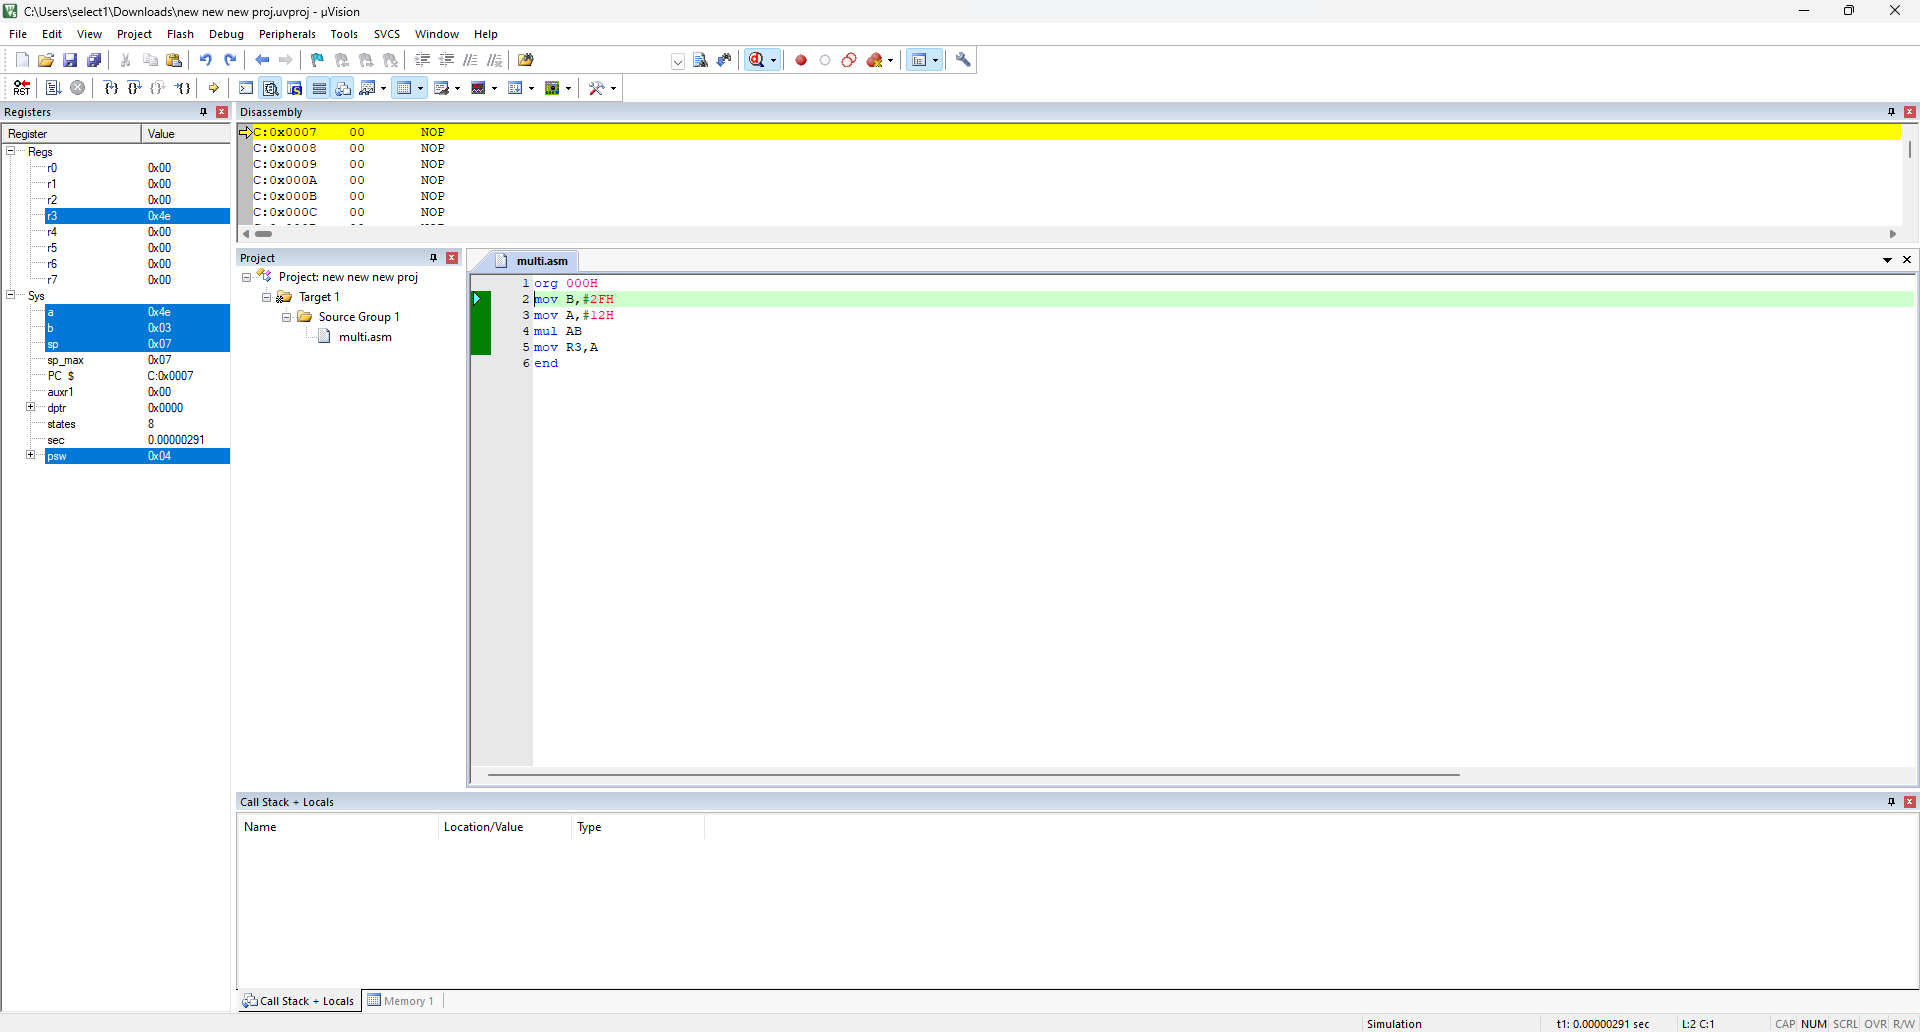 C:\Users\select1\Downloads\new new new proj.uvproj - µVision
File Edit View Project Flash Debug Peripherals Tools SVCS Window Help
Registers
Register Value
Regs
r0 0x00
r1 0x00
r2 0x00
r3 0x4e
r4 0x00
r5 0x00
r6 0x00
r7 0x00
Sys
a 0x4e
b 0x03
sp 0x07
sp_max 0x07
PC $ C:0x0007
auxr1 0x00
dptr 0x0000
states 8
sec 0.00000291
psw 0x04
Disassembly
C:0x0007 00 NOP
C:0x0008 00 NOP
C:0x0009 00 NOP
C:0x000A 00 NOP
C:0x000B 00 NOP
C:0x000C 00 NOP
Project
Project: new new new proj
Target 1
Source Group 1
multi.asm
multi.asm
1 org 000H
2 mov B,#2FH
3 mov A,#12H
4 mul AB
5 mov R3,A
6 end
Call Stack + Locals
Name Location/Value Type
Call Stack + Locals Memory 1
Simulation t1: 0.00000291 sec L:2 C:1 CAP NUM SCRL OVR R/W